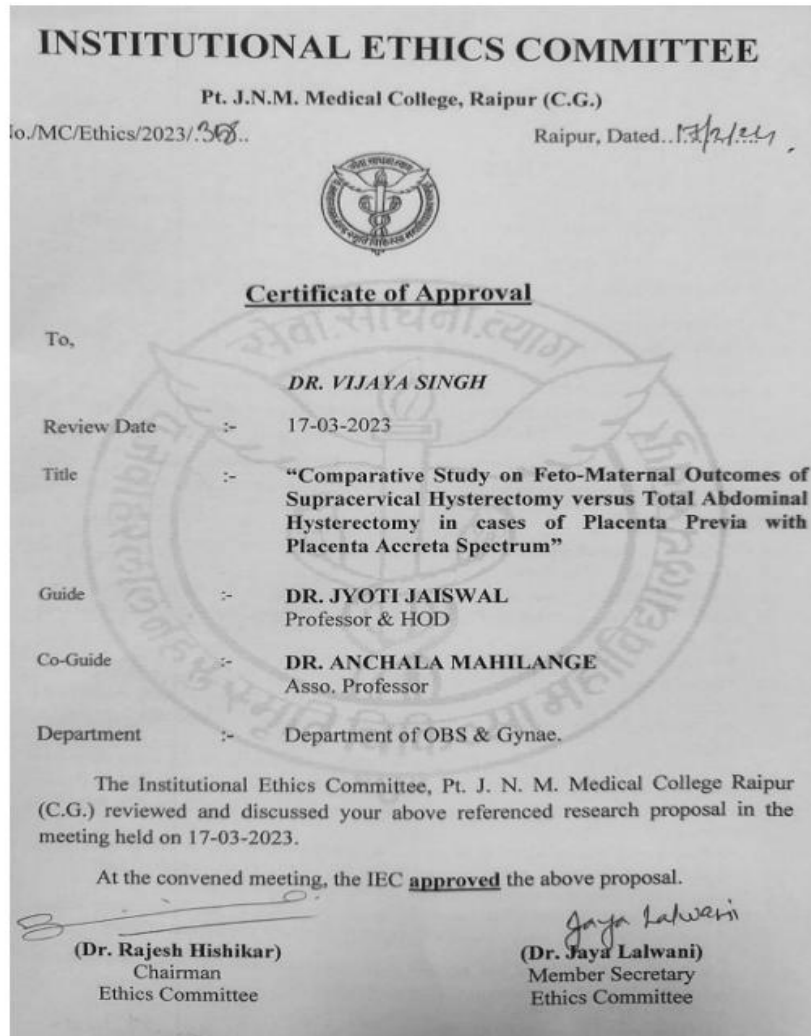 INSTITUTIONAL ETHICS COMMITTEE
Pt. J.N.M. Medical College, Raipur (C.G.)
o./MC/Ethics/2023/.368..
Raipur, Dated..17/2/24
Certificate of Approval
To,
DR. VIJAYA SINGH
Review Date :- 17-03-2023
Title :- “Comparative Study on Feto-Maternal Outcomes of
Supracervical Hysterectomy versus Total Abdominal
Hysterectomy in cases of Placenta Previa with
Placenta Accreta Spectrum”
Guide :- DR. JYOTI JAISWAL
Professor & HOD
Co-Guide :- DR. ANCHALA MAHILANGE
Asso. Professor
Department :- Department of OBS & Gynae.
The Institutional Ethics Committee, Pt. J. N. M. Medical College Raipur
(C.G.) reviewed and discussed your above referenced research proposal in the
meeting held on 17-03-2023.
At the convened meeting, the IEC approved the above proposal.
Jaya Lalwani
(Dr. Rajesh Hishikar)
Chairman
Ethics Committee
(Dr. Jaya Lalwani)
Member Secretary
Ethics Committee
सेवा साधना त्याग